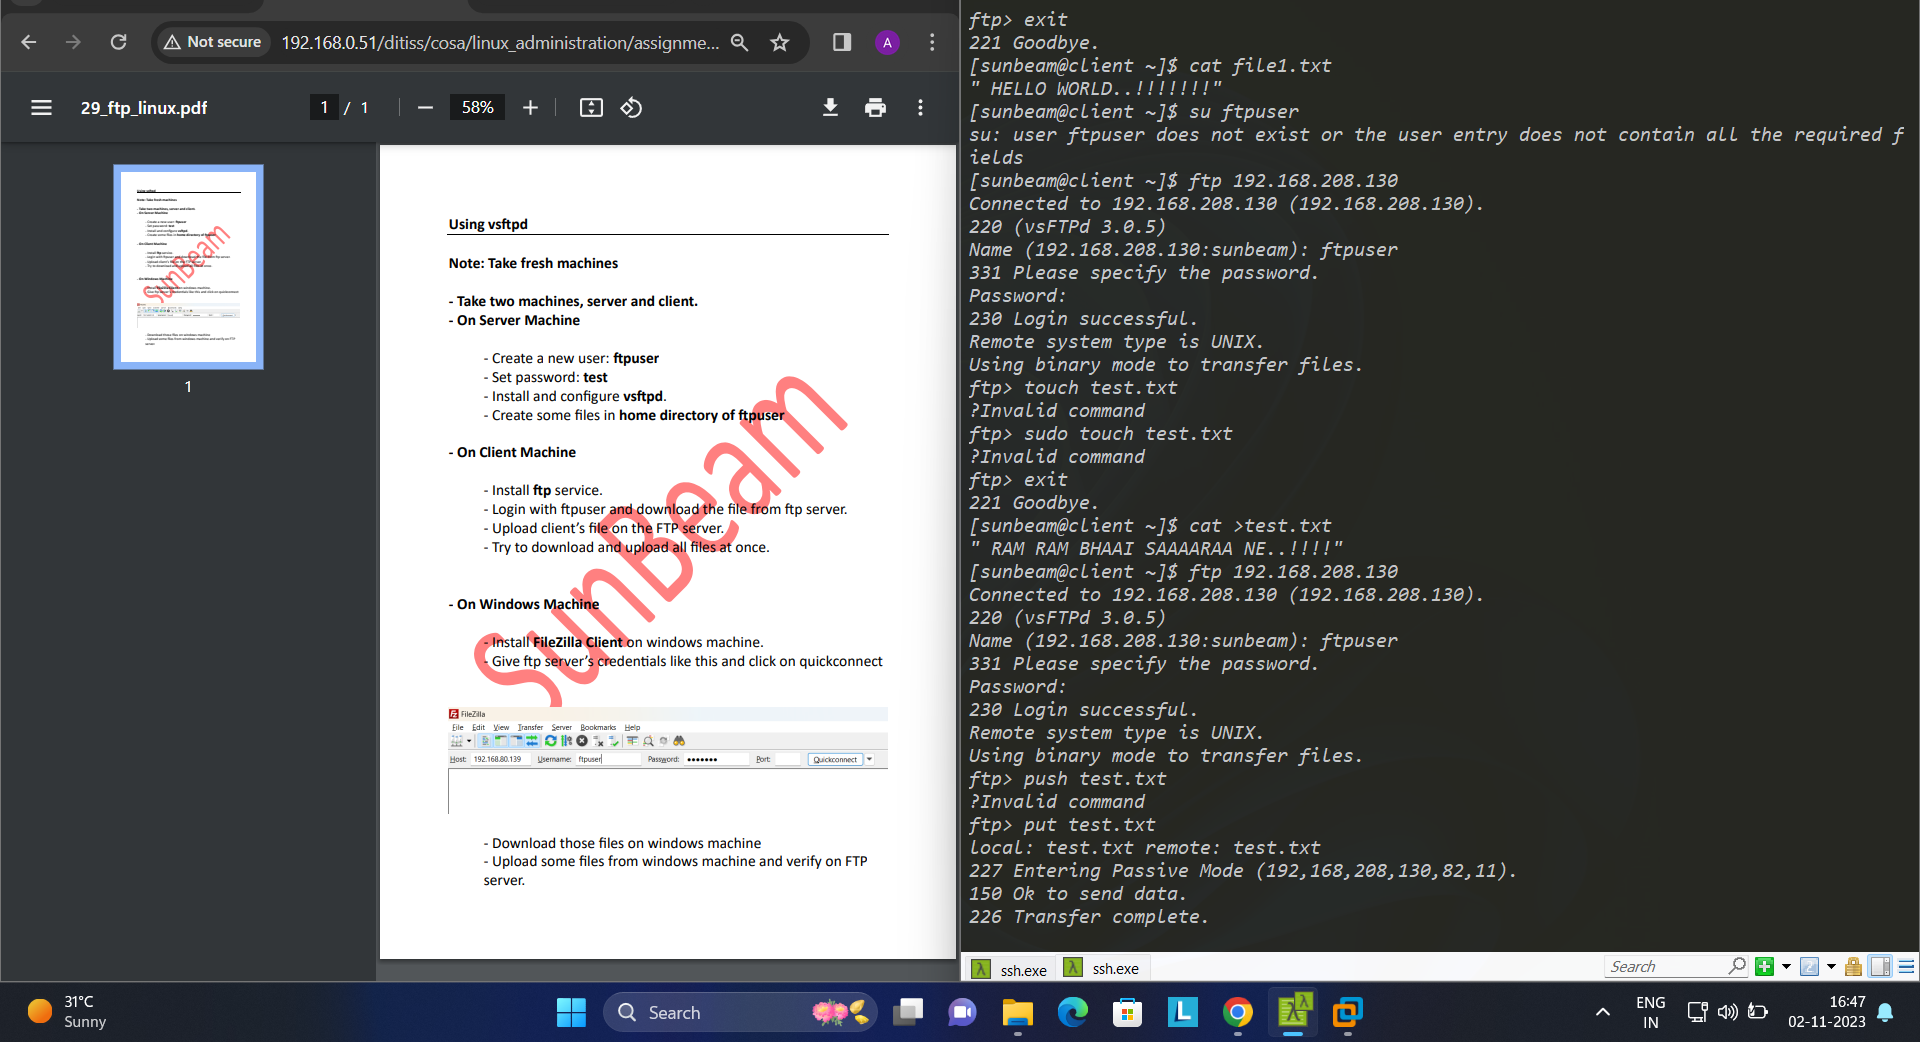 Not secure
192.168.0.51/ditiss/cosa/linux_administration/assignme...
A
29_ftp_linux.pdf
1 / 1
58%
1
Using vsftpd
Note: Take fresh machines
- Take two machines, server and client.
- On Server Machine
- Create a new user: ftpuser
- Set password: test
- Install and configure vsftpd.
- Create some files in home directory of ftpuser
- On Client Machine
- Install ftp service.
- Login with ftpuser and download the file from ftp server.
- Upload client's file on the FTP server.
- Try to download and upload all files at once.
- On Windows Machine
- Install FileZilla Client on windows machine.
- Give ftp server's credentials like this and click on quickconnect
SunBeam
FileZilla
File Edit View Transfer Server Bookmarks Help
Host: 192.168.80.139 Username: ftpuser Password: ••••••• Port: Quickconnect
- Download those files on windows machine
- Upload some files from windows machine and verify on FTP
server.
ftp> exit
221 Goodbye.
[sunbeam@client ~]$ cat file1.txt
" HELLO WORLD..!!!!!!!"
[sunbeam@client ~]$ su ftpuser
su: user ftpuser does not exist or the user entry does not contain all the required f
ields
[sunbeam@client ~]$ ftp 192.168.208.130
Connected to 192.168.208.130 (192.168.208.130).
220 (vsFTPd 3.0.5)
Name (192.168.208.130:sunbeam): ftpuser
331 Please specify the password.
Password:
230 Login successful.
Remote system type is UNIX.
Using binary mode to transfer files.
ftp> touch test.txt
?Invalid command
ftp> sudo touch test.txt
?Invalid command
ftp> exit
221 Goodbye.
[sunbeam@client ~]$ cat >test.txt
" RAM RAM BHAAI SAAAARAA NE..!!!!"
[sunbeam@client ~]$ ftp 192.168.208.130
Connected to 192.168.208.130 (192.168.208.130).
220 (vsFTPd 3.0.5)
Name (192.168.208.130:sunbeam): ftpuser
331 Please specify the password.
Password:
230 Login successful.
Remote system type is UNIX.
Using binary mode to transfer files.
ftp> push test.txt
?Invalid command
ftp> put test.txt
local: test.txt remote: test.txt
227 Entering Passive Mode (192,168,208,130,82,11).
150 Ok to send data.
226 Transfer complete.
ssh.exe
ssh.exe
Search
31°C
Sunny
Search
L
ENG
IN
16:47
02-11-2023